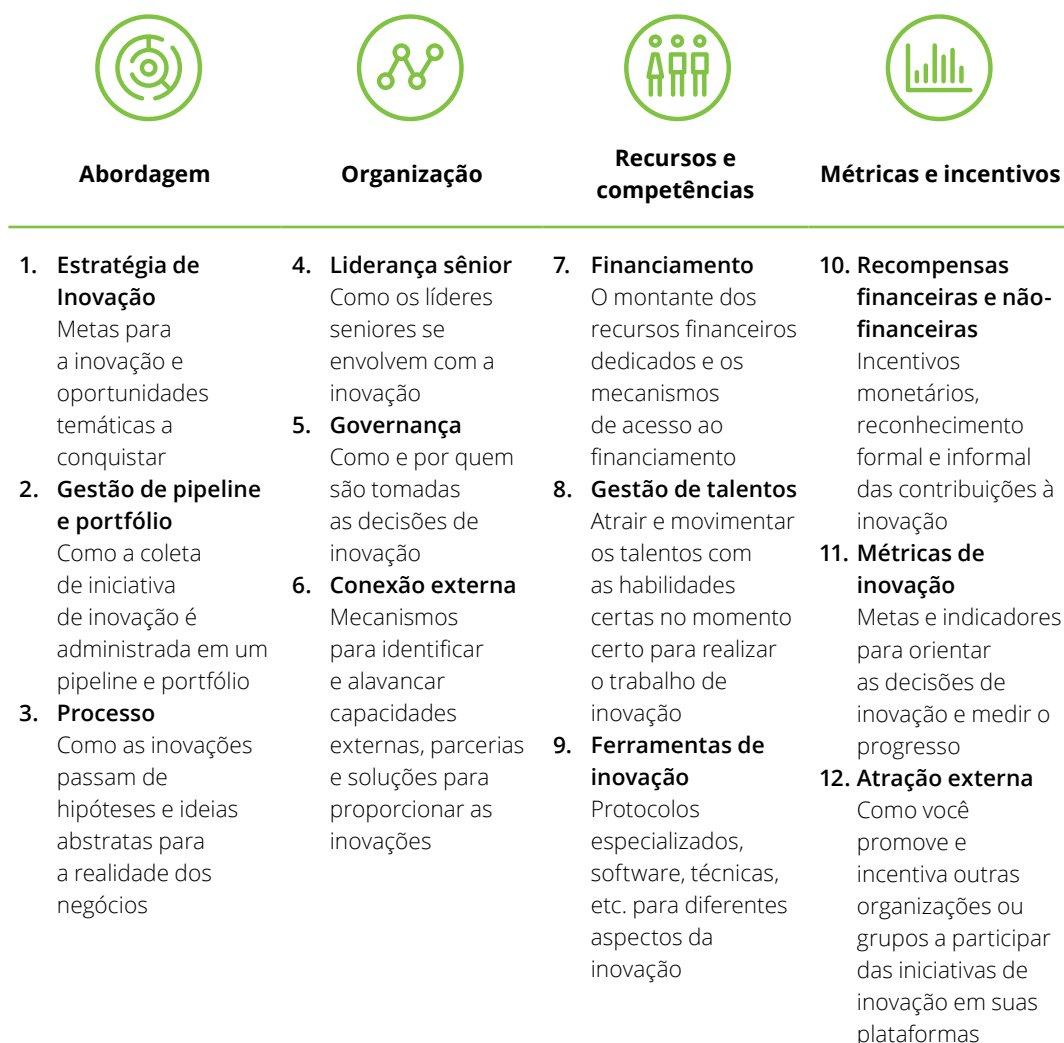 Abordagem
1. Estratégia de
Inovação
Metas para
a inovação e
oportunidades
temáticas a
conquistar
2. Gestão de pipeline
e portfólio
Como a coleta
de iniciativa
de inovação é
administrada em um
pipeline e portfólio
3. Processo
Como as inovações
passam de
hipóteses e ideias
abstratas para
a realidade dos
negócios
Organização
4. Liderança sênior
Como os líderes
seniores se
envolvem com a
inovação
5. Governança
Como e por quem
são tomadas
as decisões de
inovação
6. Conexão externa
Mecanismos
para identificar
e alavancar
capacidades
externas, parcerias
e soluções para
proporcionar as
inovações
Recursos e
competências
7. Financiamento
O montante dos
recursos financeiros
dedicados e os
mecanismos
de acesso ao
financiamento
8. Gestão de talentos
Atrair e movimentar
os talentos com
as habilidades
certas no momento
certo para realizar
o trabalho de
inovação
9. Ferramentas de
inovação
Protocolos
especializados,
software, técnicas,
etc. para diferentes
aspectos da
inovação
Métricas e incentivos
10. Recompensas
financeiras e não-
financeiras
Incentivos
monetários,
reconhecimento
formal e informal
das contribuições à
inovação
11. Métricas de
inovação
Metas e indicadores
para orientar
as decisões de
inovação e medir o
progresso
12. Atração externa
Como você
promove e
incentiva outras
organizações ou
grupos a participar
das iniciativas de
inovação em suas
plataformas